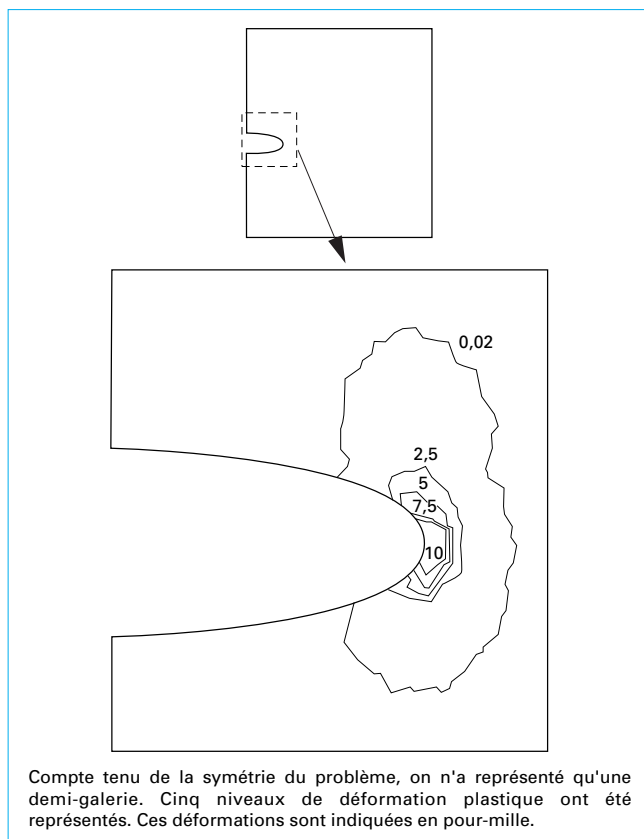 0,02
2,5
5
7,5
10
Compte tenu de la symétrie du problème, on n'a représenté qu'une
demi-galerie. Cinq niveaux de déformation plastique ont été
représentés. Ces déformations sont indiquées en pour-mille.